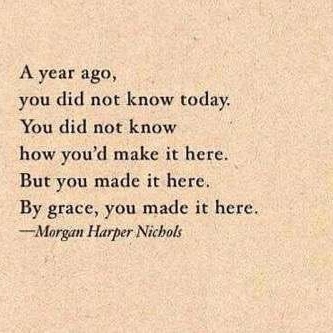 A year ago,
you did not know today.
You did not know
how you’d make it here.
But you made it here.
By grace, you made it here.
—Morgan Harper Nichols